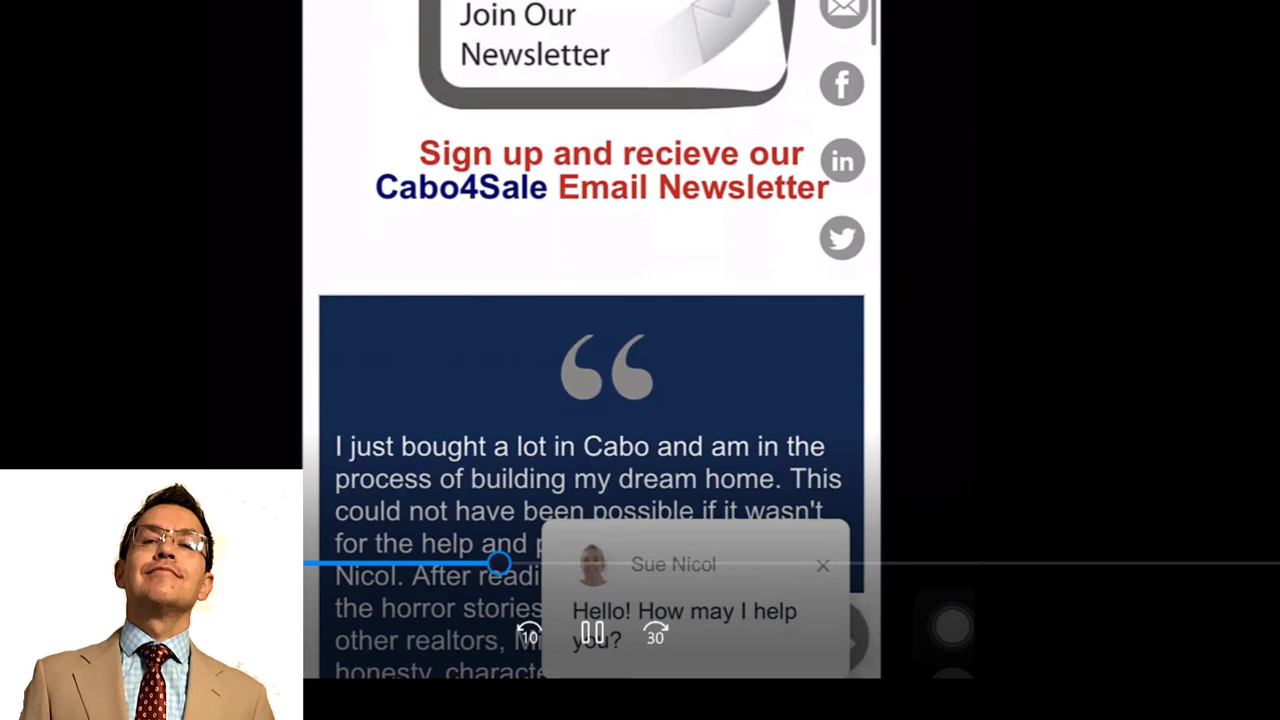 Join Our
Newsletter
Sign up and recieve our
Cabo4Sale Email Newsletter
I just bought a lot in Cabo and am in the
process of building my dream home. This
could not have been possible if it wasn't
for the help and
Nicol. After
the horror stories
other realtors,
honesty,
Sue Nicol
Hello! How may I help
you?
10
30